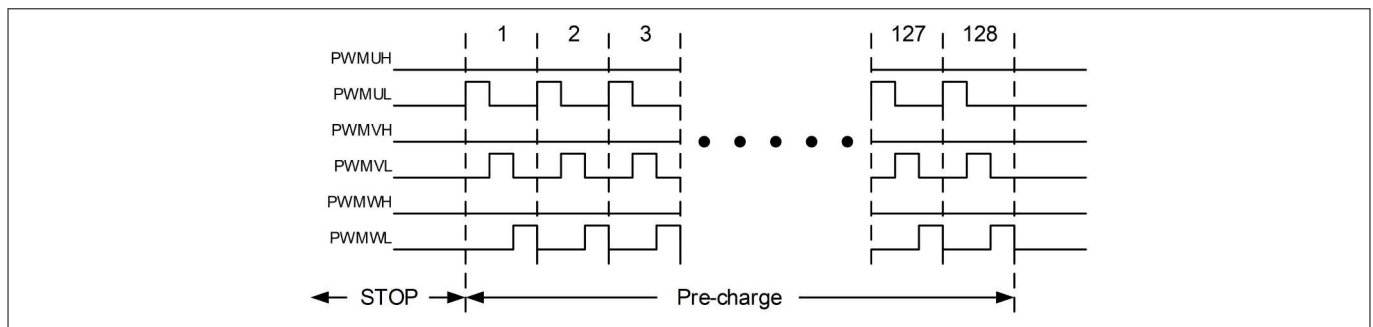 1 2 3 127 128
PWMUH
PWMUL
PWMVH
PWMVL
PWMWH
PWMWL
STOP Pre-charge